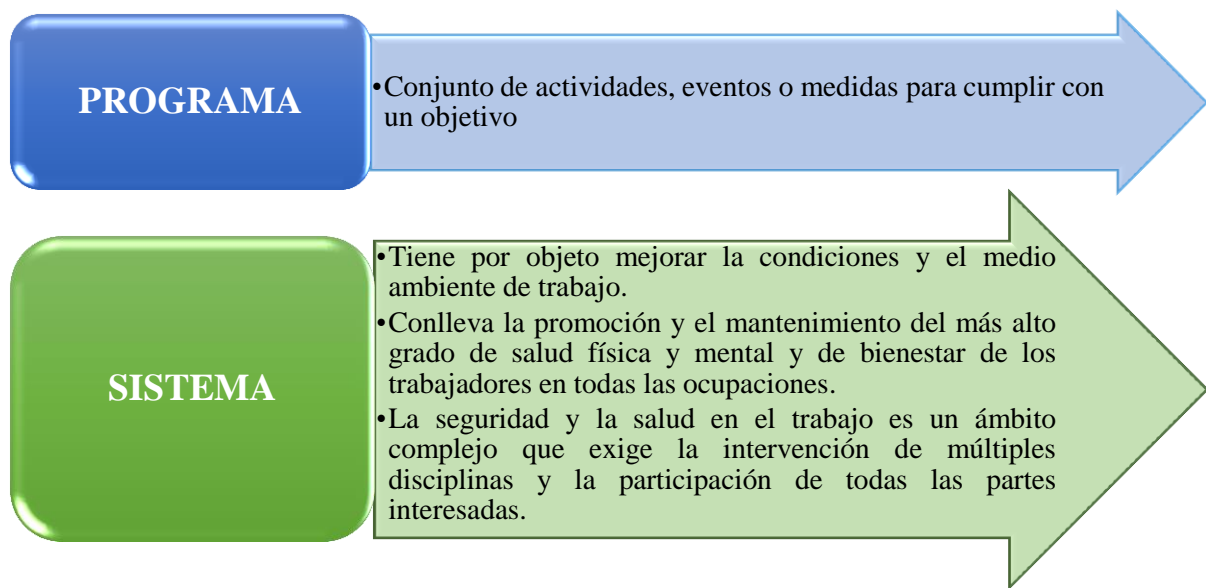 PROGRAMA
•Conjunto de actividades, eventos o medidas para cumplir con
un objetivo
SISTEMA
•Tiene por objeto mejorar la condiciones y el medio
ambiente de trabajo.
•Conlleva la promoción y el mantenimiento del más alto
grado de salud física y mental y de bienestar de los
trabajadores en todas las ocupaciones.
•La seguridad y la salud en el trabajo es un ámbito
complejo que exige la intervención de múltiples
disciplinas y la participación de todas las partes
interesadas.